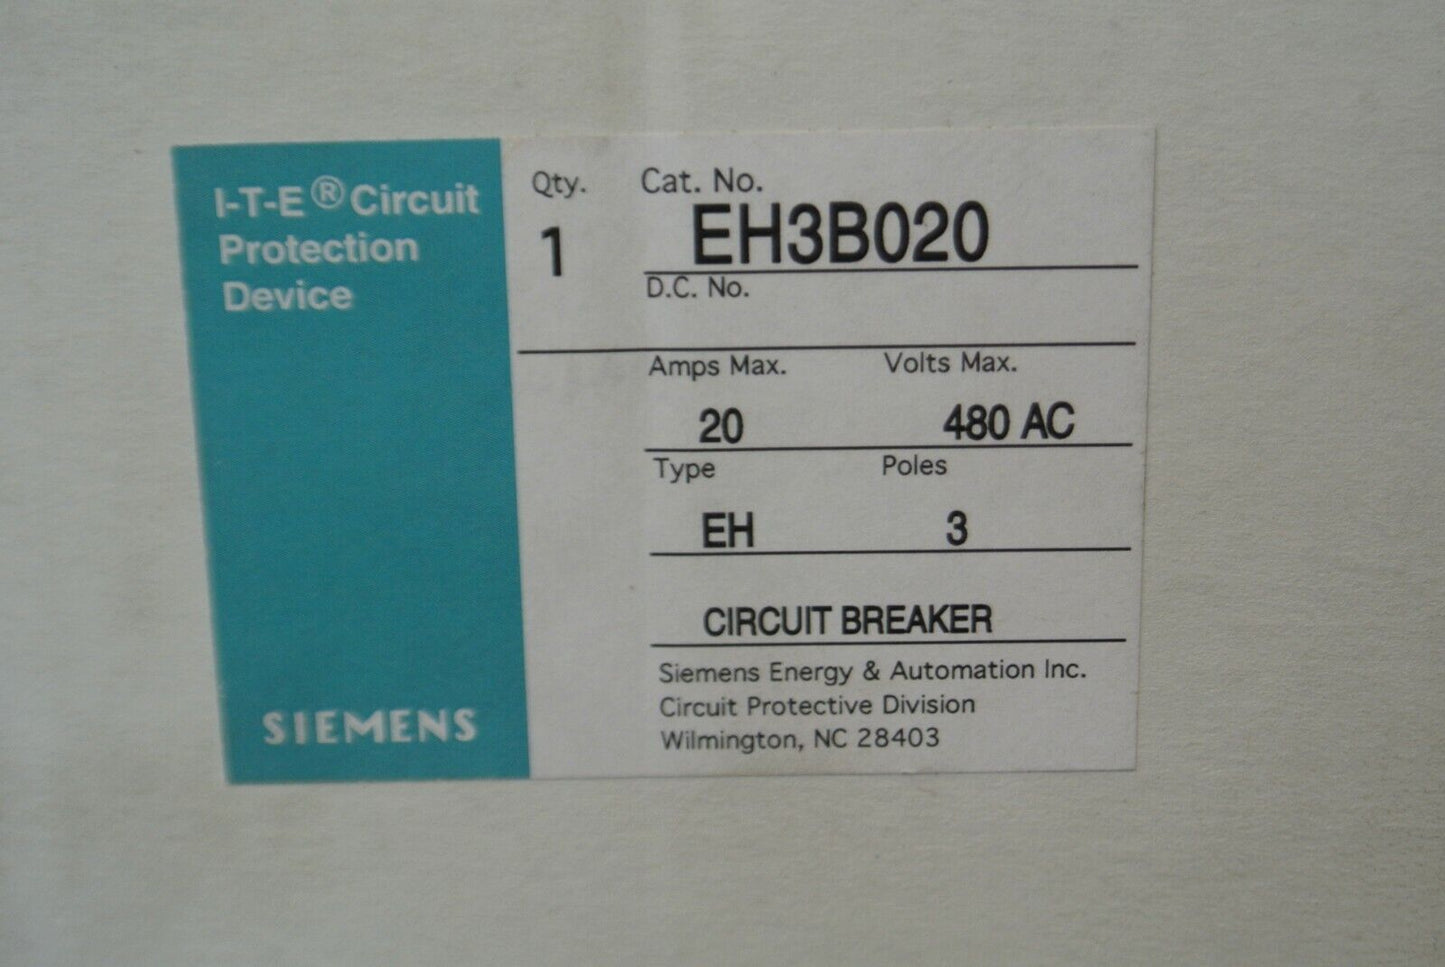 I-T-E® Circuit
Protection
Device
SIEMENS
Qty.
1
Cat. No.
EH3B020
D.C. No.
Amps Max.
Volts Max.
20
480 AC
Type
Poles
EH
3
CIRCUIT BREAKER
Siemens Energy & Automation Inc.
Circuit Protective Division
Wilmington, NC 28403